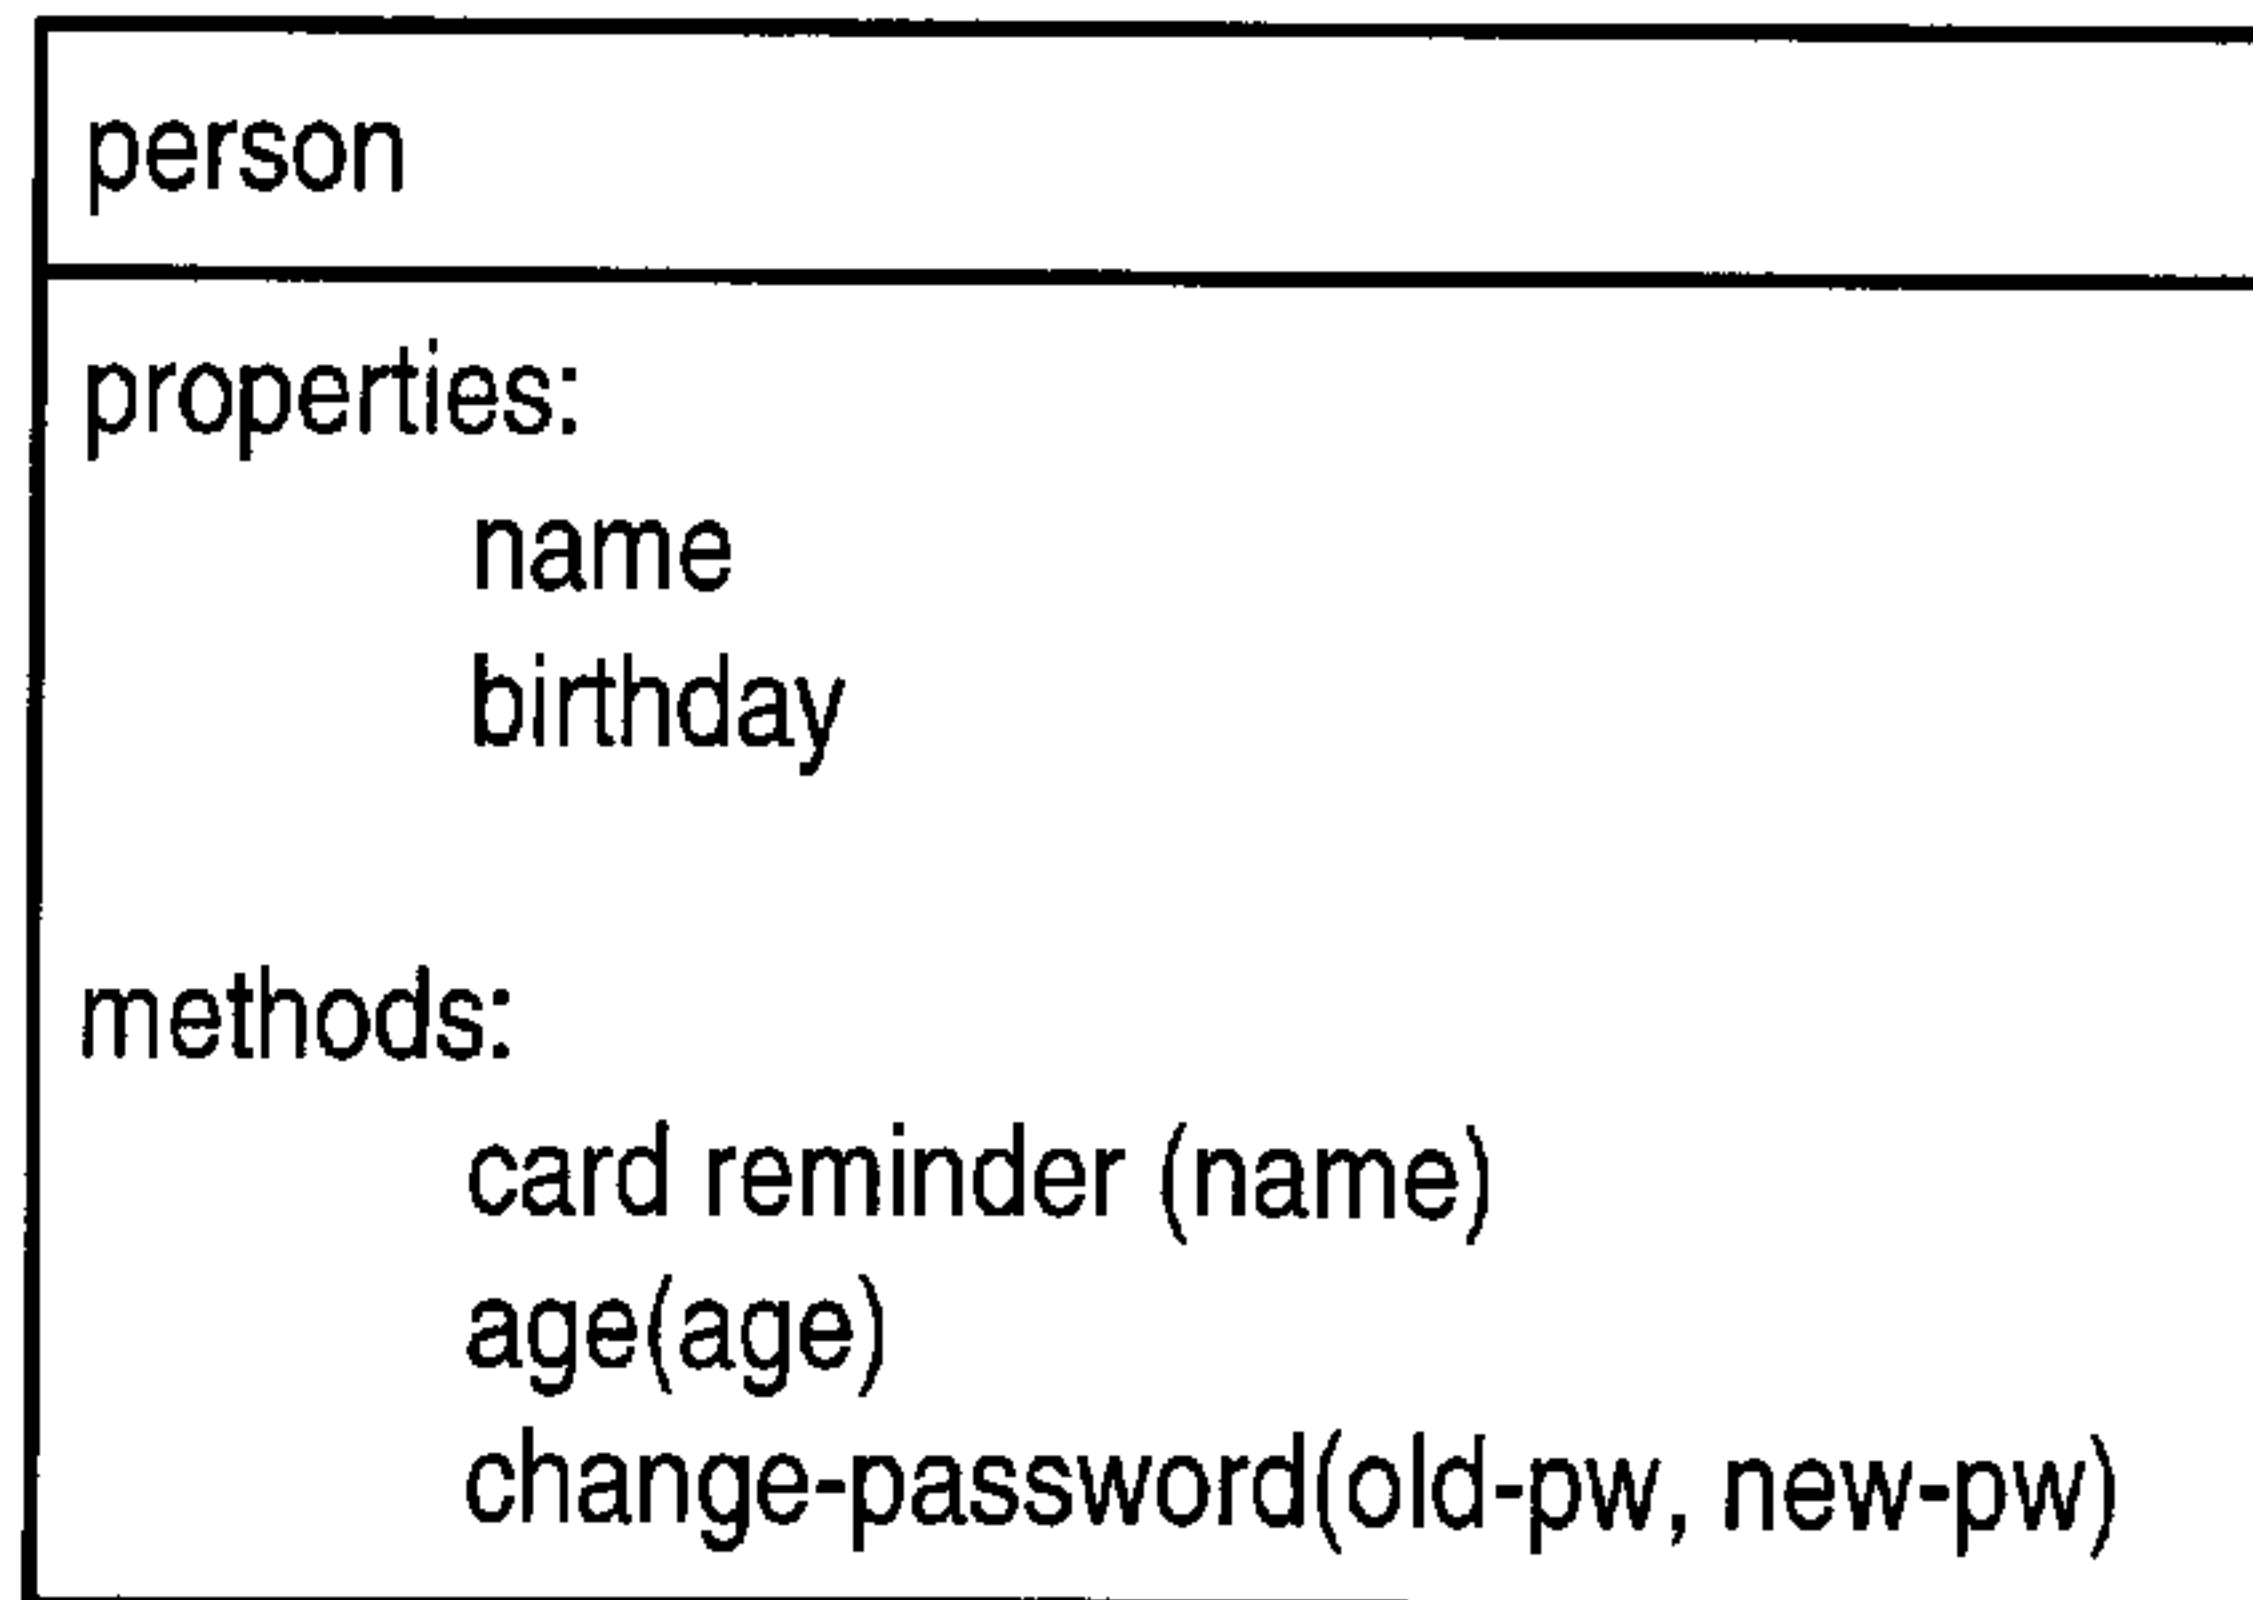 person
properties:
name
birthday
methods:
card reminder (name)
age(age)
change-password(old-pw, new-pw)